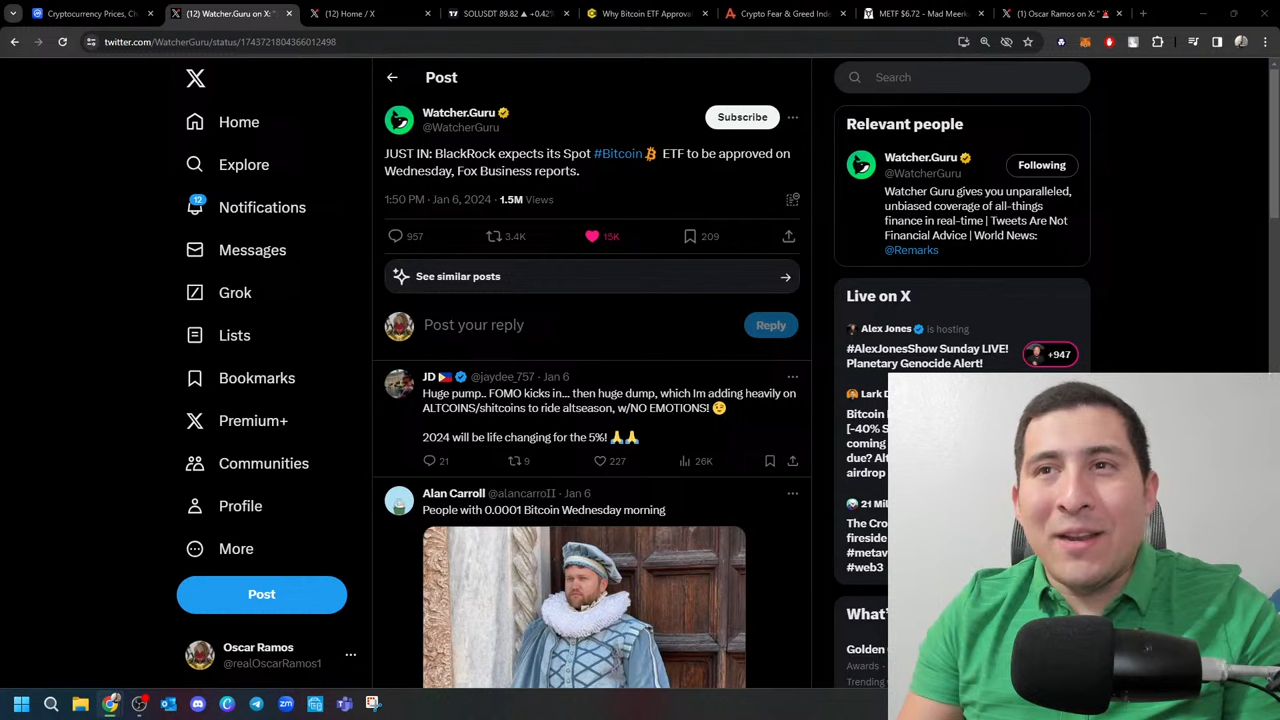 Cryptocurrency Prices, Ch
(12) Watcher.Guru on X: "
(12) Home / X
SOLUSDT 89.82 ▲ +0.42%
Why Bitcoin ETF Approval
Crypto Fear & Greed Inde
METF $6.72 - Mad Meerk
(1) Oscar Ramos on X: "
twitter.com/WatcherGuru/status/1743721804366012498
Home
Explore
12
Notifications
Messages
Grok
Lists
Bookmarks
Premium+
Communities
Profile
More
Post
Oscar Ramos
@realOscarRamos1
Post
Watcher.Guru
@WatcherGuru
Subscribe
JUST IN: BlackRock expects its Spot #Bitcoin ETF to be approved on
Wednesday, Fox Business reports.
1:50 PM · Jan 6, 2024 · 1.5M Views
957
3.4K
15K
209
See similar posts
Post your reply
Reply
JD 🇵🇭 @jaydee_757 · Jan 6
Huge pump.. FOMO kicks in... then huge dump, which Im adding heavily on
ALTCOINS/shitcoins to ride altseason, w/NO EMOTIONS! 😉
2024 will be life changing for the 5%! 🙏🙏
21
9
227
26K
Alan Carroll @alancarroII · Jan 6
People with 0.0001 Bitcoin Wednesday morning
Search
Relevant people
Watcher.Guru
@WatcherGuru
Following
Watcher Guru gives you unparalleled,
unbiased coverage of all-things
finance in real-time | Tweets Are Not
Financial Advice | World News:
@Remarks
Live on X
Alex Jones is hosting
#AlexJonesShow Sunday LIVE!
Planetary Genocide Alert!
+947
Lark D
Bitcoin
[-40% S
coming
due? Alt
airdrop
21 Mil
The Cro
fireside
#metav
#web3
What'
Golden
Awards ·
Trending